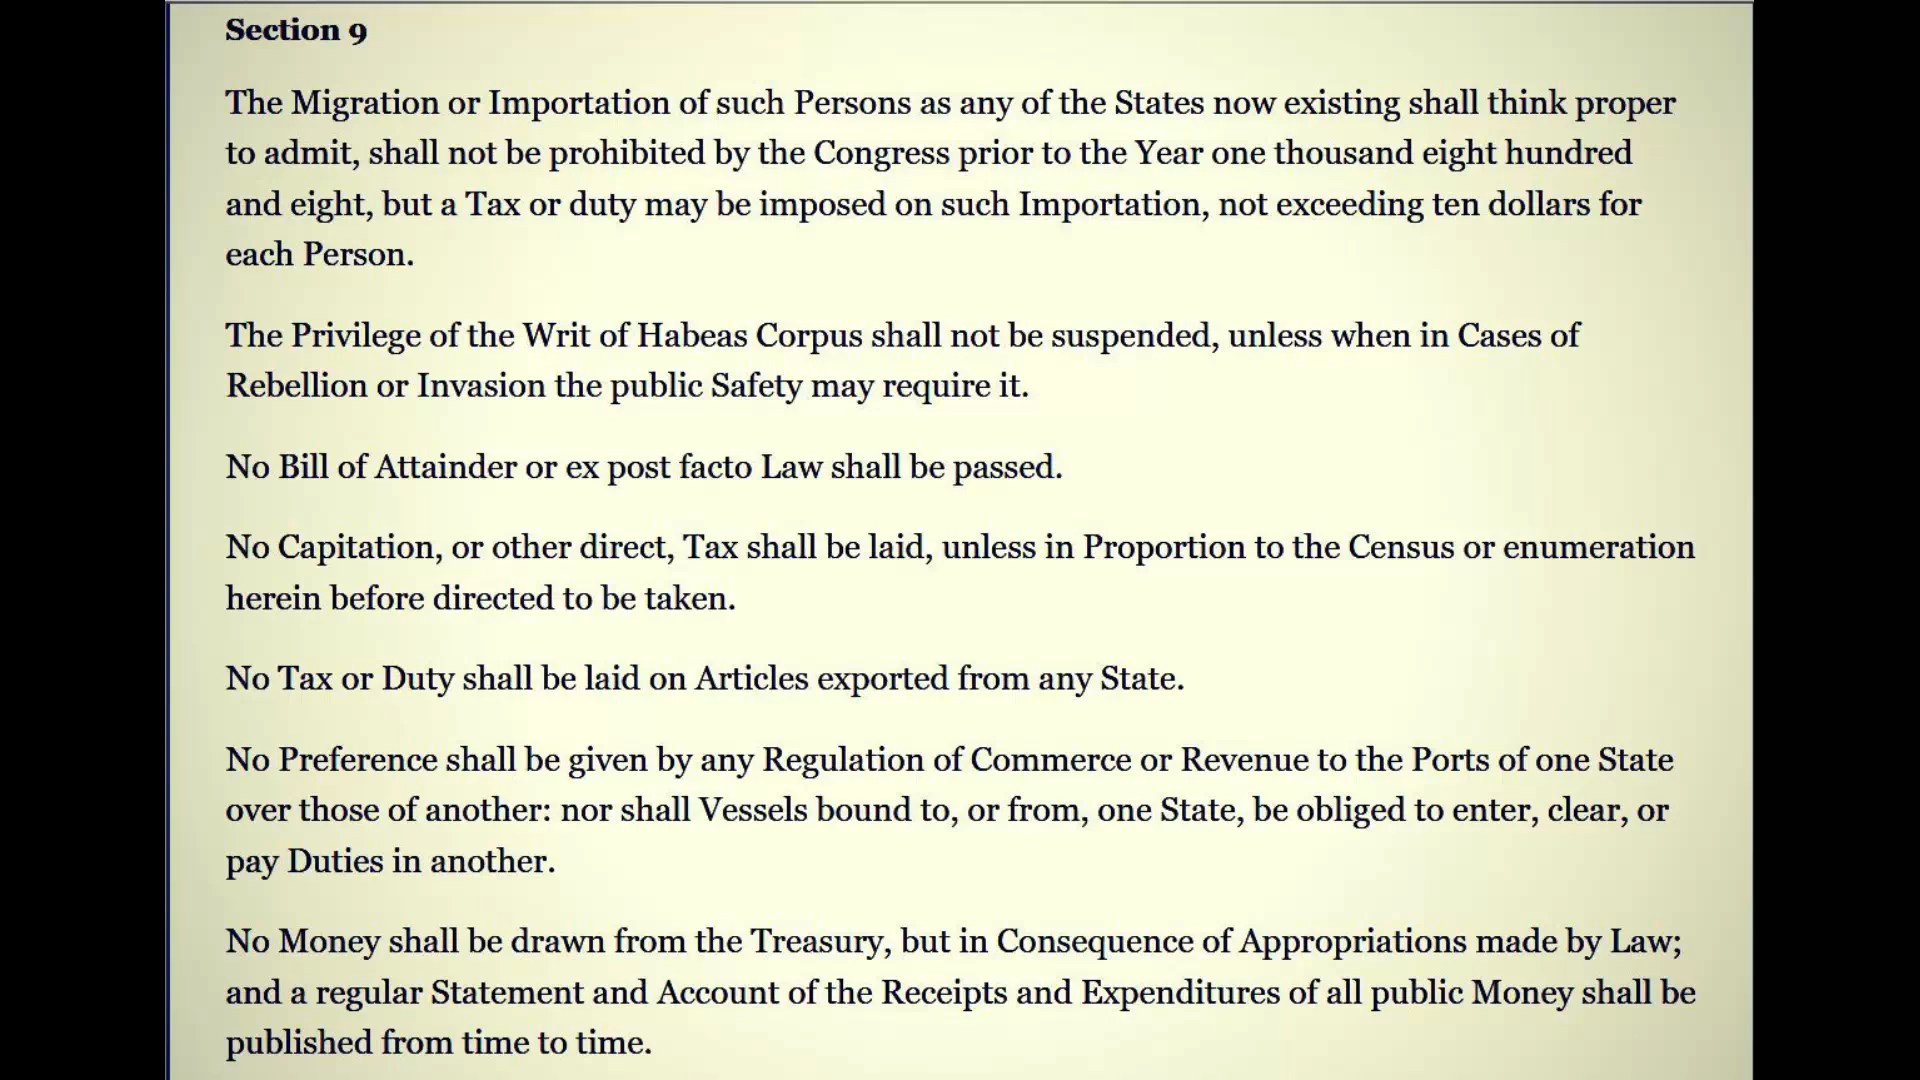 Section 9
The Migration or Importation of such Persons as any of the States now existing shall think proper
to admit, shall not be prohibited by the Congress prior to the Year one thousand eight hundred
and eight, but a Tax or duty may be imposed on such Importation, not exceeding ten dollars for
each Person.
The Privilege of the Writ of Habeas Corpus shall not be suspended, unless when in Cases of
Rebellion or Invasion the public Safety may require it.
No Bill of Attainder or ex post facto Law shall be passed.
No Capitation, or other direct, Tax shall be laid, unless in Proportion to the Census or enumeration
herein before directed to be taken.
No Tax or Duty shall be laid on Articles exported from any State.
No Preference shall be given by any Regulation of Commerce or Revenue to the Ports of one State
over those of another: nor shall Vessels bound to, or from, one State, be obliged to enter, clear, or
pay Duties in another.
No Money shall be drawn from the Treasury, but in Consequence of Appropriations made by Law;
and a regular Statement and Account of the Receipts and Expenditures of all public Money shall be
published from time to time.